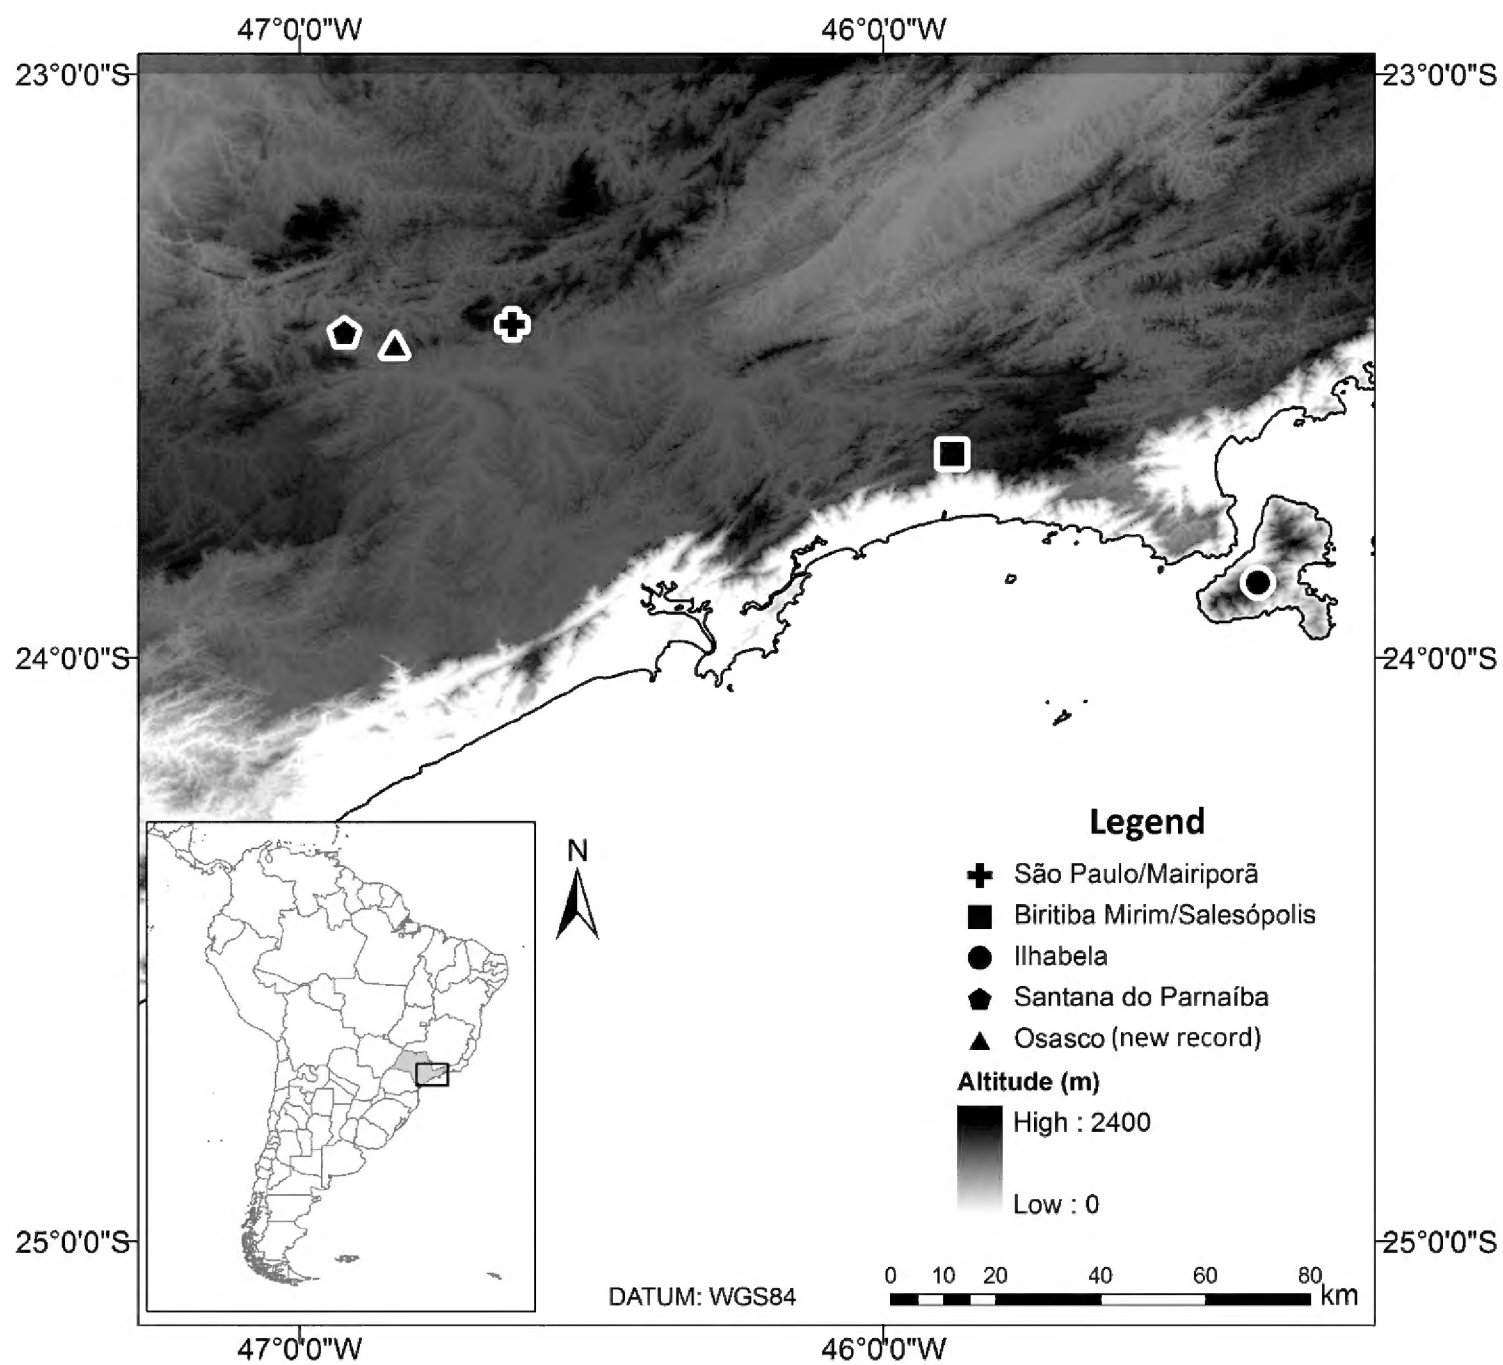 47°0'0"W 46°0'0"W
23°0'0"S 23°0'0"S
24°0'0"S 24°0'0"S
Legend
N
São Paulo/Mairiporã
Biritiba Mirim/Salesópolis
Ilhabela
Santana do Parnaíba
Osasco (new record)
Altitude (m)
High : 2400
Low : 0
25°0'0"S 25°0'0"S
0 10 20 40 60 80 km
DATUM: WGS84
47°0'0"W 46°0'0"W